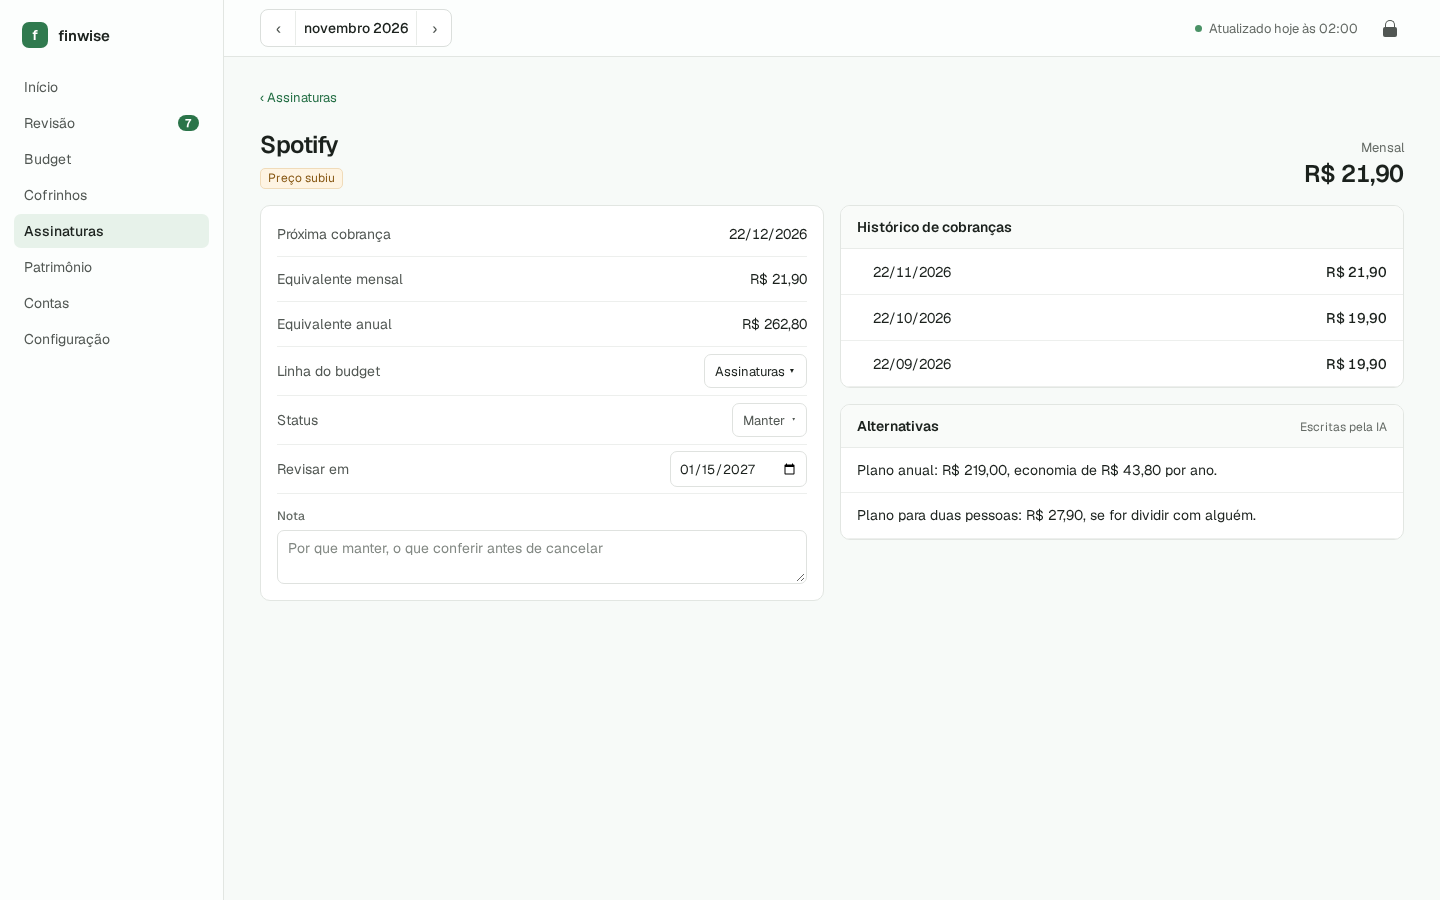 f finwise
Início
Revisão 7
Budget
Cofrinhos
Assinaturas
Patrimônio
Contas
Configuração
‹ novembro 2026 ›
Atualizado hoje às 02:00
‹ Assinaturas
Spotify
Preço subiu
Mensal
R$ 21,90
Próxima cobrança 22/12/2026
Equivalente mensal R$ 21,90
Equivalente anual R$ 262,80
Linha do budget Assinaturas
Status Manter
Revisar em 01/15/2027
Nota
Por que manter, o que conferir antes de cancelar
Histórico de cobranças
22/11/2026 R$ 21,90
22/10/2026 R$ 19,90
22/09/2026 R$ 19,90
Alternativas Escritas pela IA
Plano anual: R$ 219,00, economia de R$ 43,80 por ano.
Plano para duas pessoas: R$ 27,90, se for dividir com alguém.